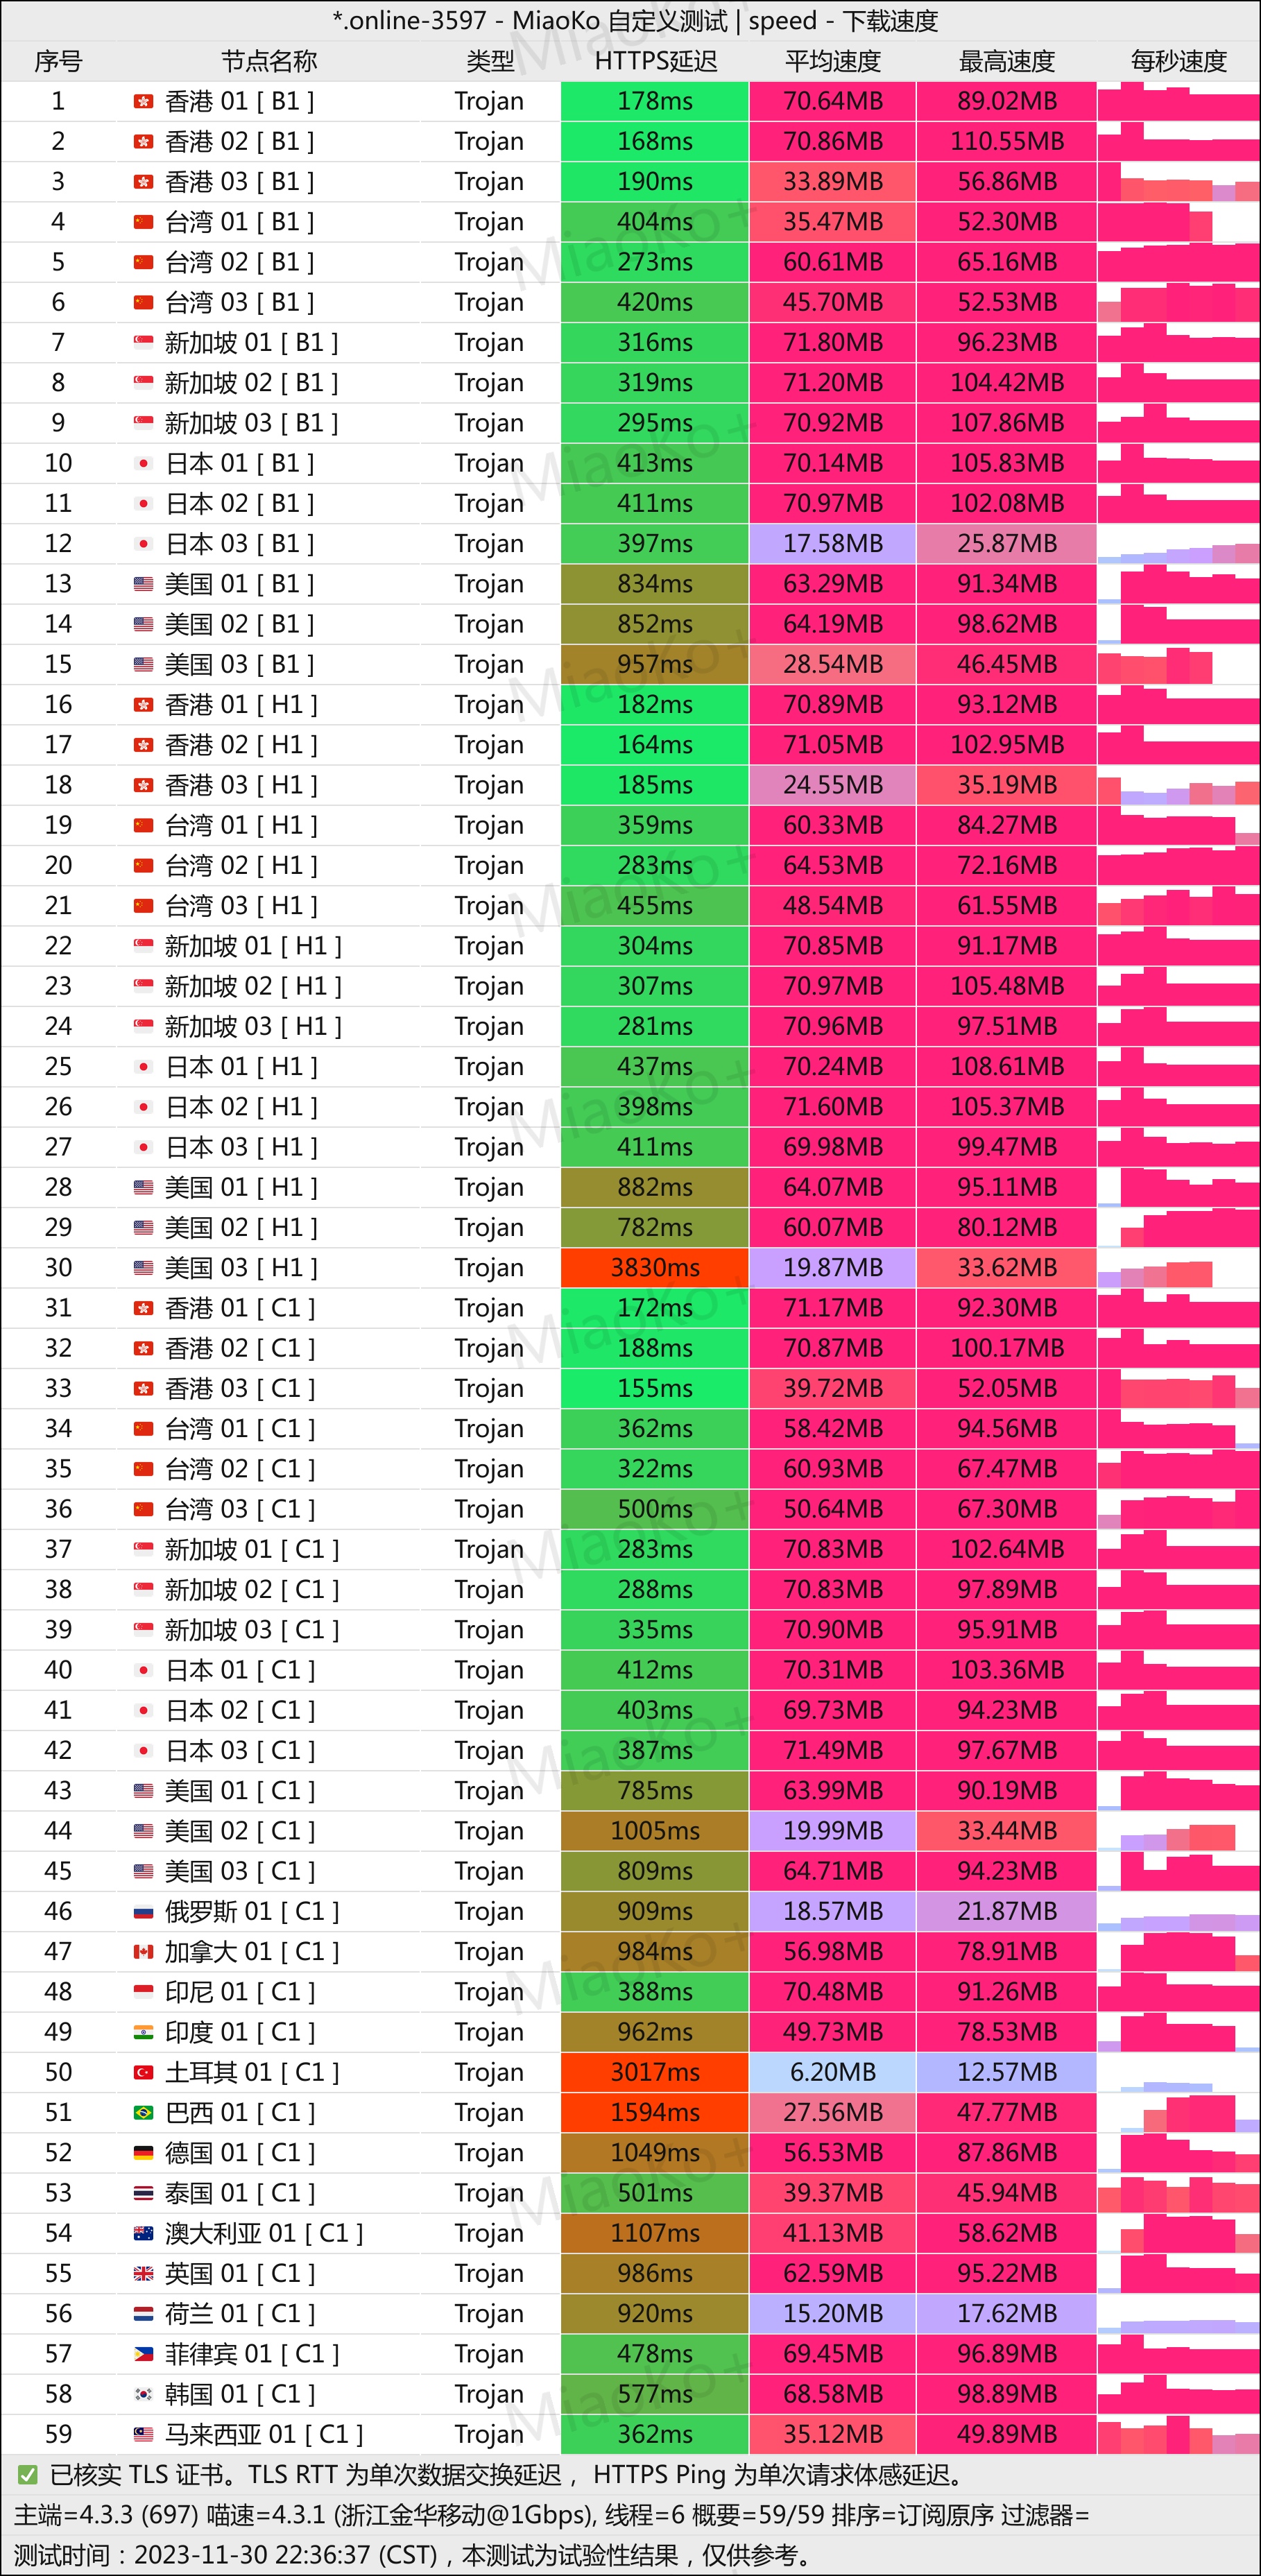 *.online-3597 - MiaoKo 自定义测试 | speed - 下载速度
序号 节点名称 类型 HTTPS延迟 平均速度 最高速度 每秒速度
1 香港 01 [ B1 ] Trojan 178ms 70.64MB 89.02MB
2 香港 02 [ B1 ] Trojan 168ms 70.86MB 110.55MB
3 香港 03 [ B1 ] Trojan 190ms 33.89MB 56.86MB
4 台湾 01 [ B1 ] Trojan 404ms 35.47MB 52.30MB
5 台湾 02 [ B1 ] Trojan 273ms 60.61MB 65.16MB
6 台湾 03 [ B1 ] Trojan 420ms 45.70MB 52.53MB
7 新加坡 01 [ B1 ] Trojan 316ms 71.80MB 96.23MB
8 新加坡 02 [ B1 ] Trojan 319ms 71.20MB 104.42MB
9 新加坡 03 [ B1 ] Trojan 295ms 70.92MB 107.86MB
10 日本 01 [ B1 ] Trojan 413ms 70.14MB 105.83MB
11 日本 02 [ B1 ] Trojan 411ms 70.97MB 102.08MB
12 日本 03 [ B1 ] Trojan 397ms 17.58MB 25.87MB
13 美国 01 [ B1 ] Trojan 834ms 63.29MB 91.34MB
14 美国 02 [ B1 ] Trojan 852ms 64.19MB 98.62MB
15 美国 03 [ B1 ] Trojan 957ms 28.54MB 46.45MB
16 香港 01 [ H1 ] Trojan 182ms 70.89MB 93.12MB
17 香港 02 [ H1 ] Trojan 164ms 71.05MB 102.95MB
18 香港 03 [ H1 ] Trojan 185ms 24.55MB 35.19MB
19 台湾 01 [ H1 ] Trojan 359ms 60.33MB 84.27MB
20 台湾 02 [ H1 ] Trojan 283ms 64.53MB 72.16MB
21 台湾 03 [ H1 ] Trojan 455ms 48.54MB 61.55MB
22 新加坡 01 [ H1 ] Trojan 304ms 70.85MB 91.17MB
23 新加坡 02 [ H1 ] Trojan 307ms 70.97MB 105.48MB
24 新加坡 03 [ H1 ] Trojan 281ms 70.96MB 97.51MB
25 日本 01 [ H1 ] Trojan 437ms 70.24MB 108.61MB
26 日本 02 [ H1 ] Trojan 398ms 71.60MB 105.37MB
27 日本 03 [ H1 ] Trojan 411ms 69.98MB 99.47MB
28 美国 01 [ H1 ] Trojan 882ms 64.07MB 95.11MB
29 美国 02 [ H1 ] Trojan 782ms 60.07MB 80.12MB
30 美国 03 [ H1 ] Trojan 3830ms 19.87MB 33.62MB
31 香港 01 [ C1 ] Trojan 172ms 71.17MB 92.30MB
32 香港 02 [ C1 ] Trojan 188ms 70.87MB 100.17MB
33 香港 03 [ C1 ] Trojan 155ms 39.72MB 52.05MB
34 台湾 01 [ C1 ] Trojan 362ms 58.42MB 94.56MB
35 台湾 02 [ C1 ] Trojan 322ms 60.93MB 67.47MB
36 台湾 03 [ C1 ] Trojan 500ms 50.64MB 67.30MB
37 新加坡 01 [ C1 ] Trojan 283ms 70.83MB 102.64MB
38 新加坡 02 [ C1 ] Trojan 288ms 70.83MB 97.89MB
39 新加坡 03 [ C1 ] Trojan 335ms 70.90MB 95.91MB
40 日本 01 [ C1 ] Trojan 412ms 70.31MB 103.36MB
41 日本 02 [ C1 ] Trojan 403ms 69.73MB 94.23MB
42 日本 03 [ C1 ] Trojan 387ms 71.49MB 97.67MB
43 美国 01 [ C1 ] Trojan 785ms 63.99MB 90.19MB
44 美国 02 [ C1 ] Trojan 1005ms 19.99MB 33.44MB
45 美国 03 [ C1 ] Trojan 809ms 64.71MB 94.23MB
46 俄罗斯 01 [ C1 ] Trojan 909ms 18.57MB 21.87MB
47 加拿大 01 [ C1 ] Trojan 984ms 56.98MB 78.91MB
48 印尼 01 [ C1 ] Trojan 388ms 70.48MB 91.26MB
49 印度 01 [ C1 ] Trojan 962ms 49.73MB 78.53MB
50 土耳其 01 [ C1 ] Trojan 3017ms 6.20MB 12.57MB
51 巴西 01 [ C1 ] Trojan 1594ms 27.56MB 47.77MB
52 德国 01 [ C1 ] Trojan 1049ms 56.53MB 87.86MB
53 泰国 01 [ C1 ] Trojan 501ms 39.37MB 45.94MB
54 澳大利亚 01 [ C1 ] Trojan 1107ms 41.13MB 58.62MB
55 英国 01 [ C1 ] Trojan 986ms 62.59MB 95.22MB
56 荷兰 01 [ C1 ] Trojan 920ms 15.20MB 17.62MB
57 菲律宾 01 [ C1 ] Trojan 478ms 69.45MB 96.89MB
58 韩国 01 [ C1 ] Trojan 577ms 68.58MB 98.89MB
59 马来西亚 01 [ C1 ] Trojan 362ms 35.12MB 49.89MB
✅ 已核实 TLS 证书。TLS RTT 为单次数据交换延迟， HTTPS Ping 为单次请求体感延迟。
主端=4.3.3 (697) 喵速=4.3.1 (浙江金华移动@1Gbps), 线程=6 概要=59/59 排序=订阅原序 过滤器=
测试时间：2023-11-30 22:36:37 (CST)，本测试为试验性结果，仅供参考。